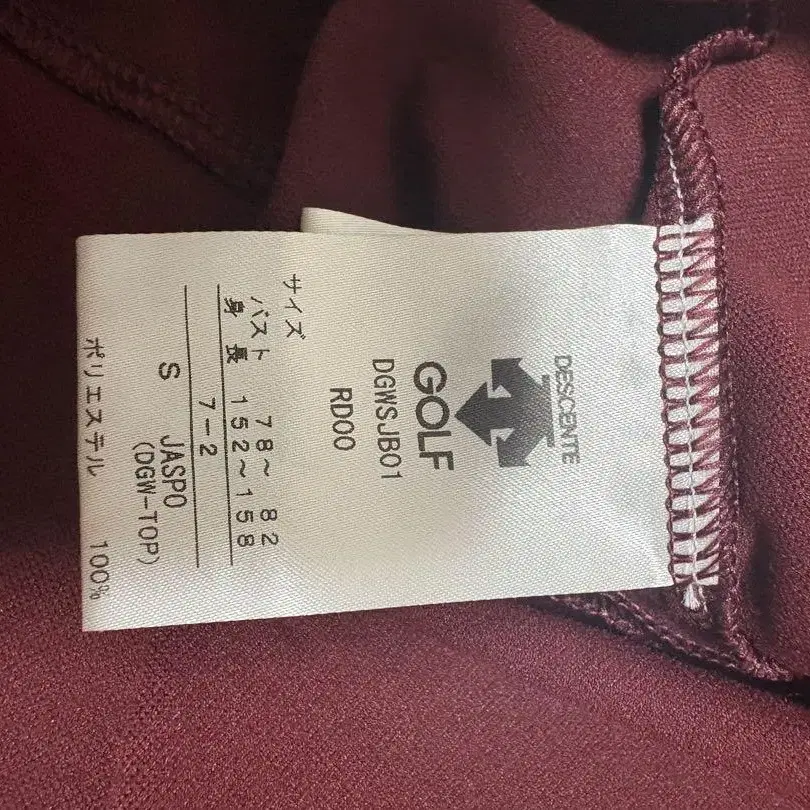 DESCENTE
GOLF
DGWSJB01
RD00
サイズ
バスト 78～82
身長 152～158
7-2
S JASPO
(DGW-TOP)
ポリエステル 100%